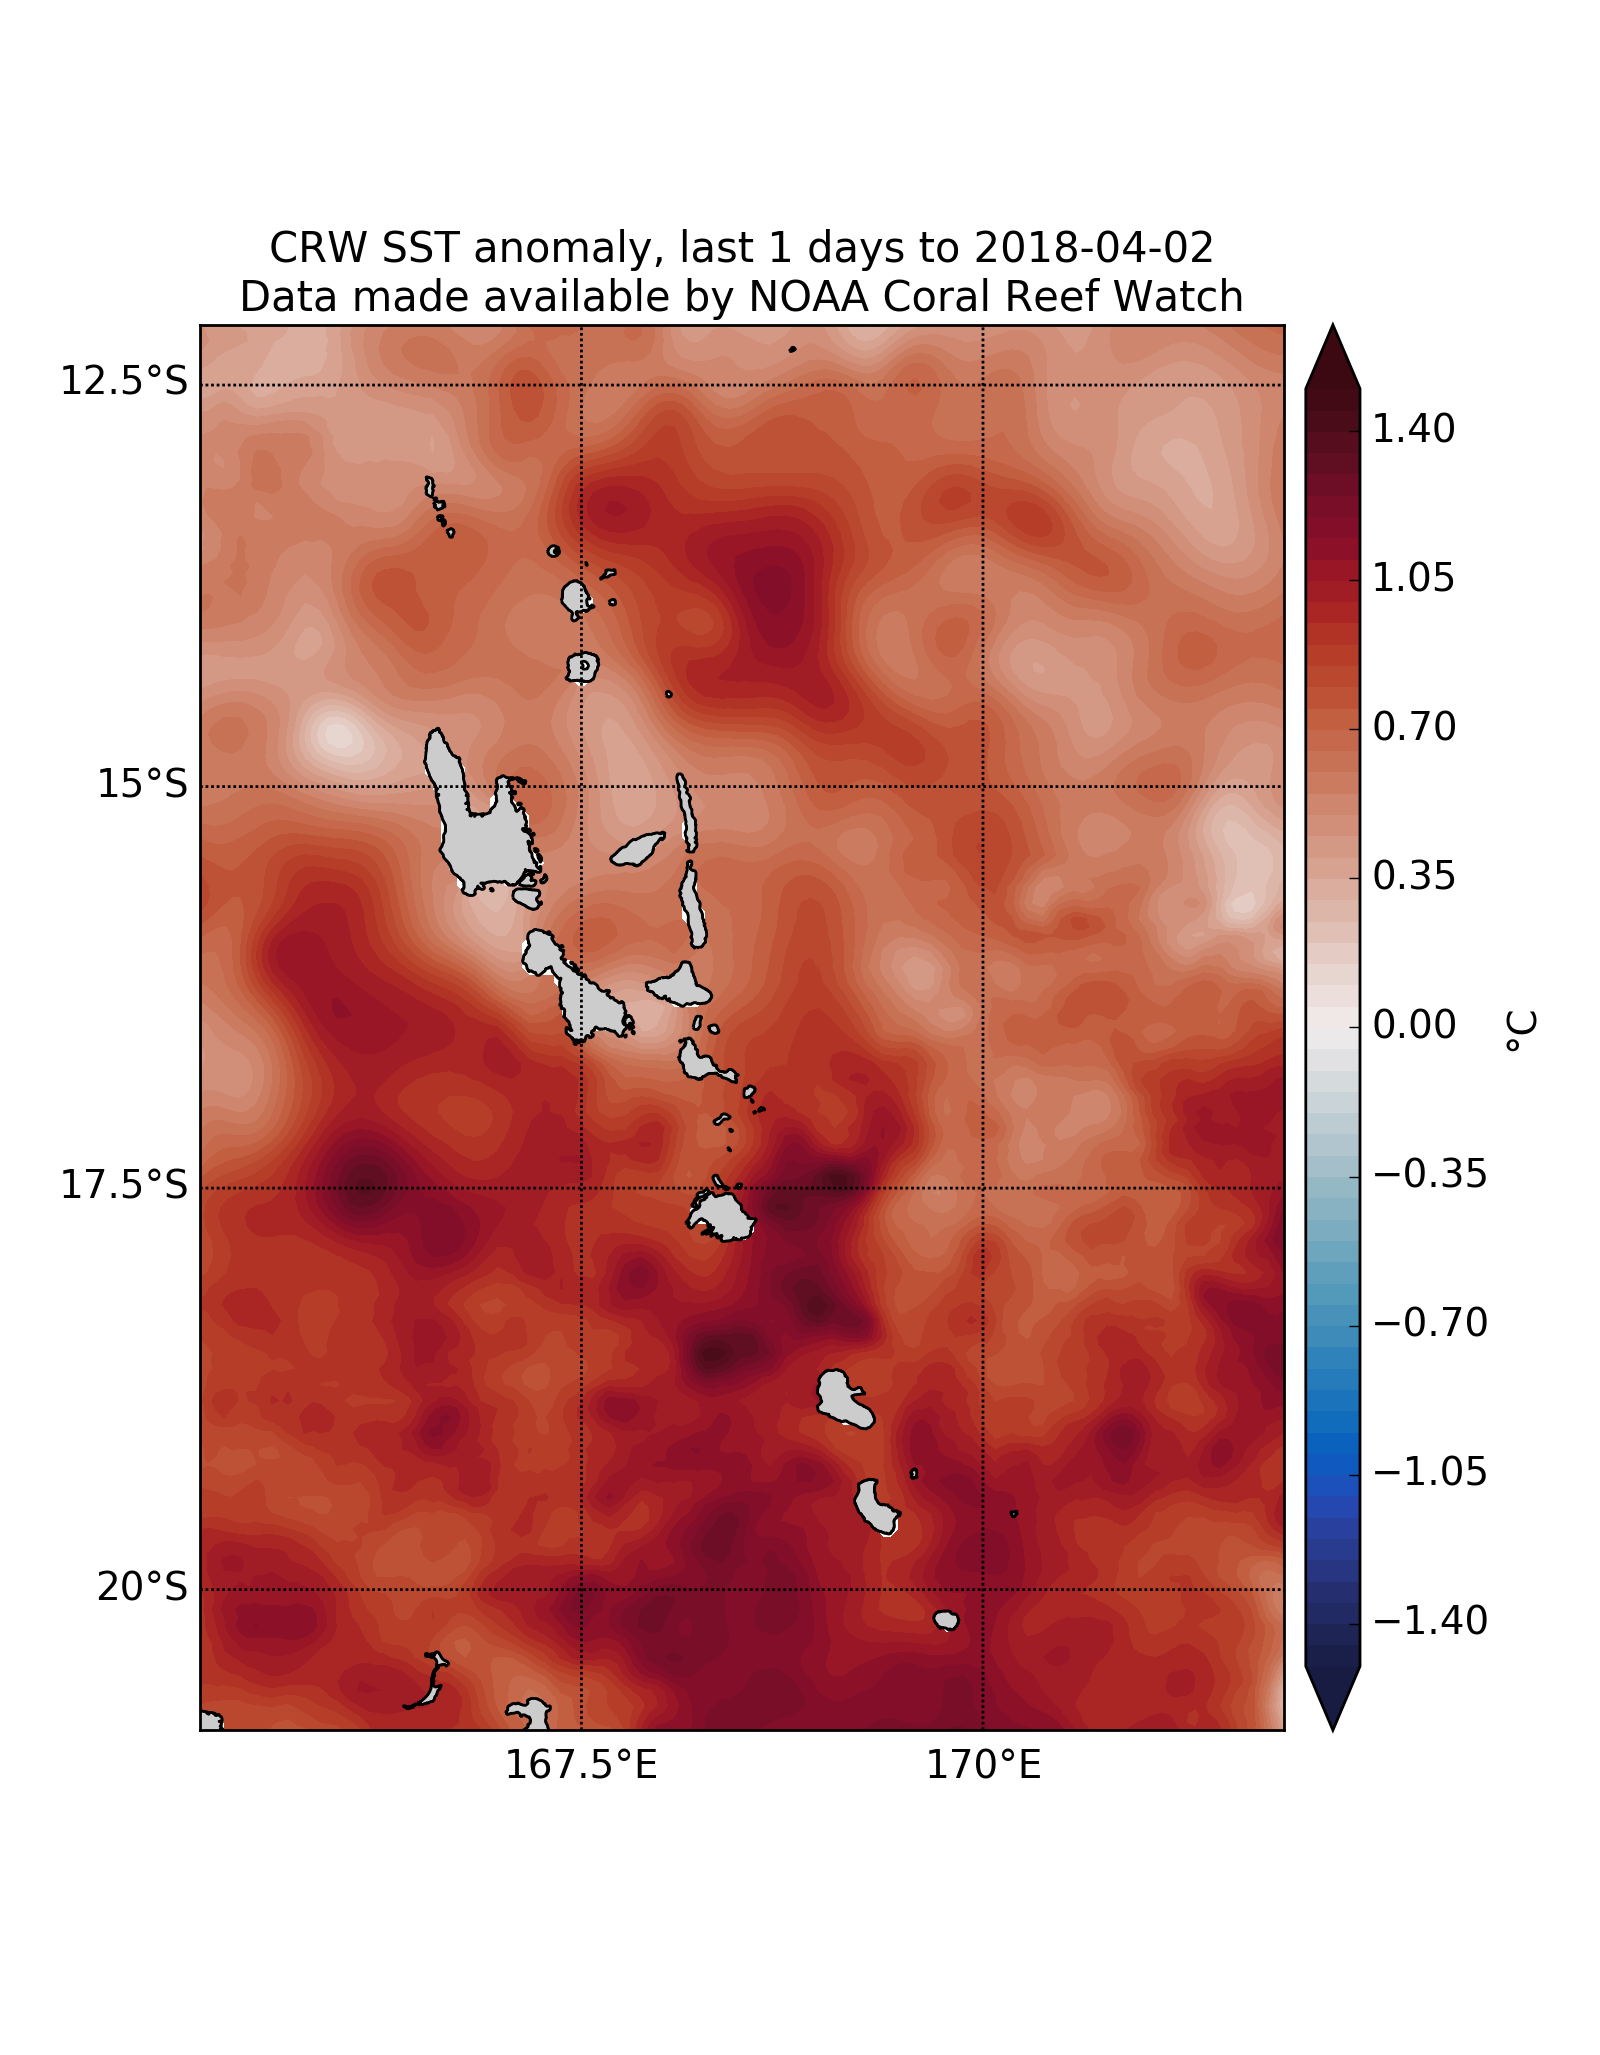 CRW SST anomaly, last 1 days to 2018-04-02
Data made available by NOAA Coral Reef Watch
12.5°S
15°S
17.5°S
20°S
167.5°E
170°E
1.40
1.05
0.70
0.35
0.00
−0.35
−0.70
−1.05
−1.40
°C